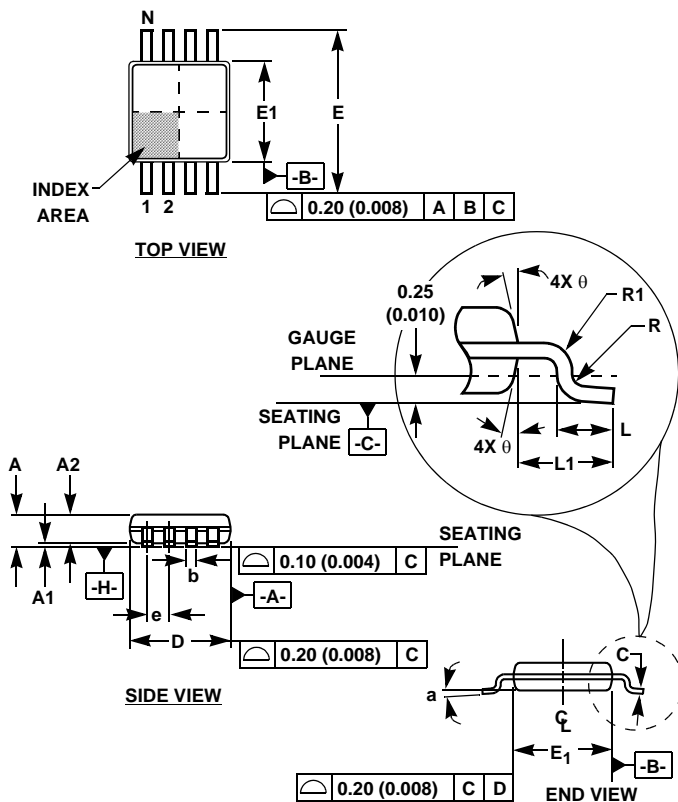 N
E1
E
-B-
INDEX
AREA
1 2
0.20 (0.008) A B C
TOP VIEW
0.25
(0.010)
4X θ
R1
R
GAUGE
PLANE
SEATING
PLANE
-C-
4X θ
L
L1
A
A2
SEATING
PLANE
A1
-H-
b
0.10 (0.004) C
e
-A-
D
0.20 (0.008) C
SIDE VIEW
C
a
CL
E1
-B-
0.20 (0.008) C D
END VIEW